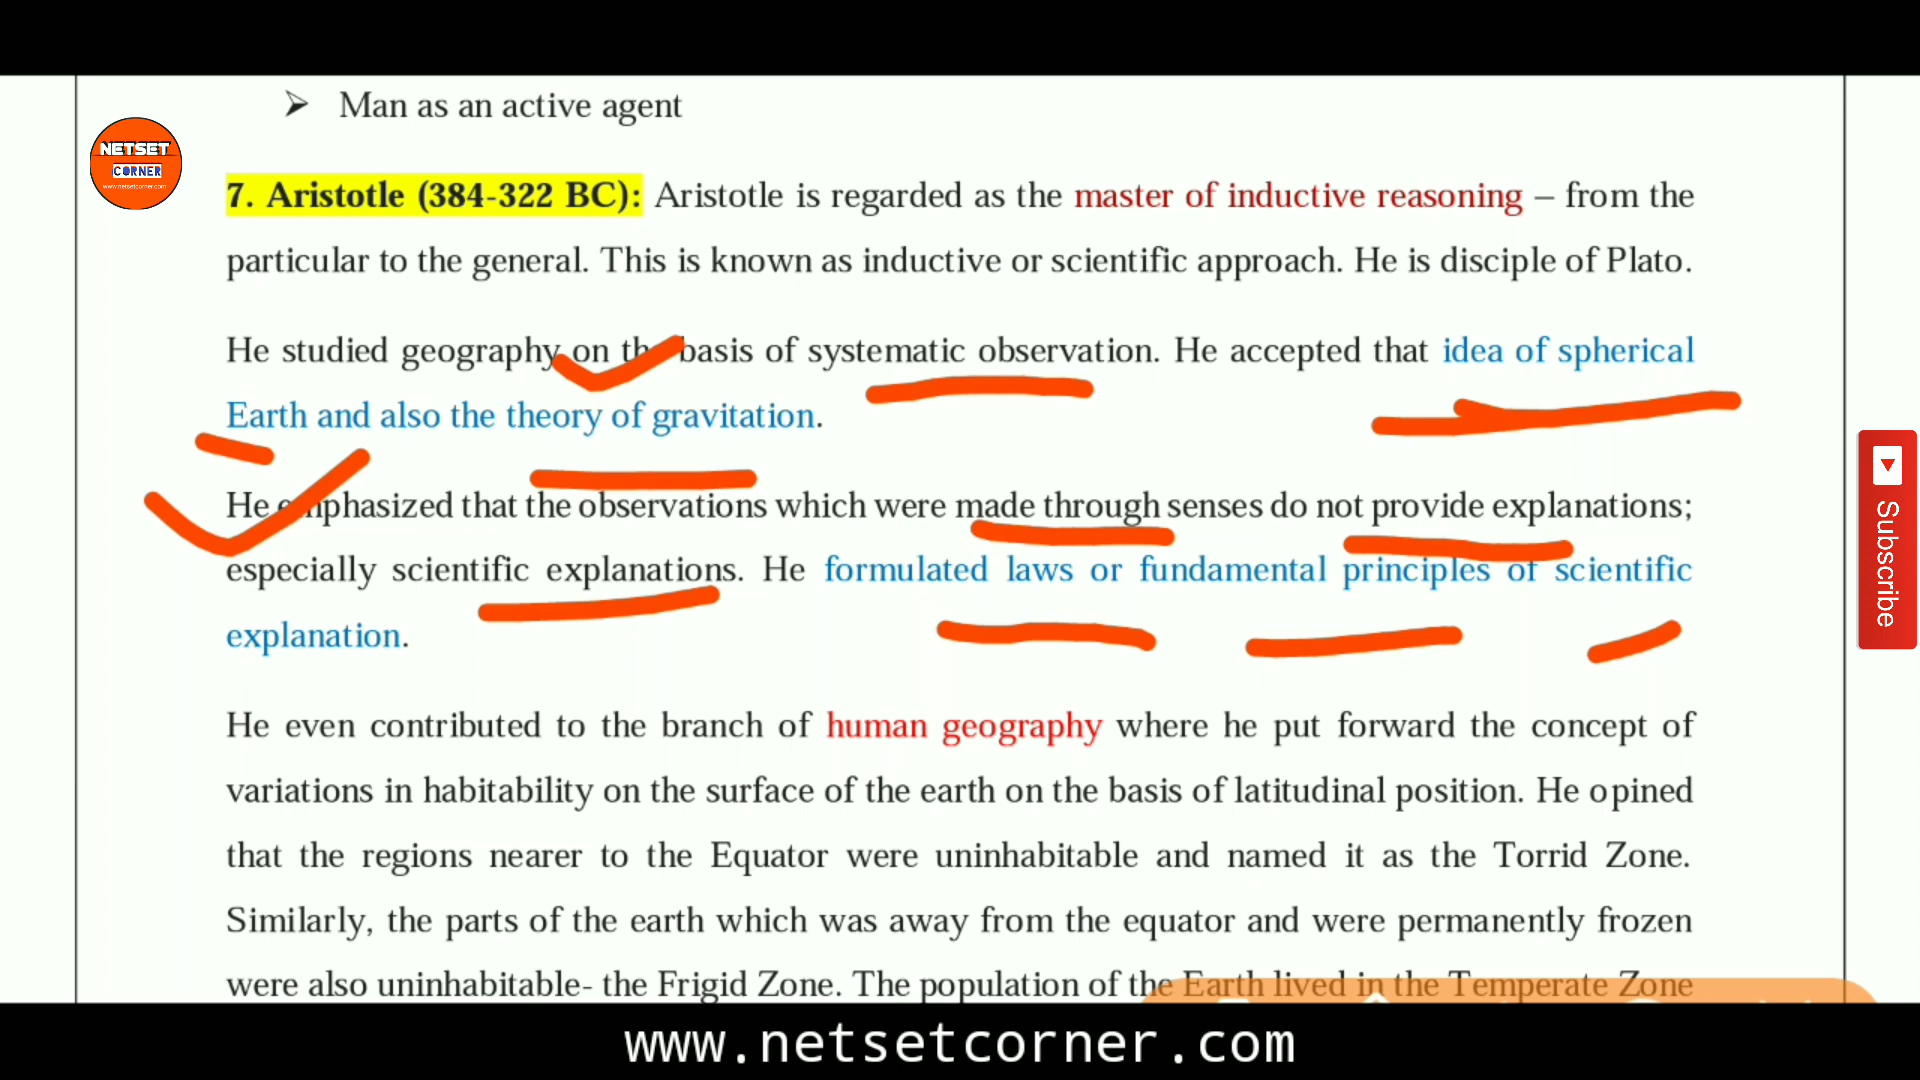 ➢ Man as an active agent
NETSET
CORNER
www.netsetcorner.com
7. Aristotle (384-322 BC): Aristotle is regarded as the master of inductive reasoning – from the
particular to the general. This is known as inductive or scientific approach. He is disciple of Plato.
He studied geography on the basis of systematic observation. He accepted that idea of spherical
Earth and also the theory of gravitation.
He emphasized that the observations which were made through senses do not provide explanations;
especially scientific explanations. He formulated laws or fundamental principles of scientific
explanation.
He even contributed to the branch of human geography where he put forward the concept of
variations in habitability on the surface of the earth on the basis of latitudinal position. He opined
that the regions nearer to the Equator were uninhabitable and named it as the Torrid Zone.
Similarly, the parts of the earth which was away from the equator and were permanently frozen
were also uninhabitable- the Frigid Zone. The population of the Earth lived in the Temperate Zone
Subscribe
www.netsetcorner.com